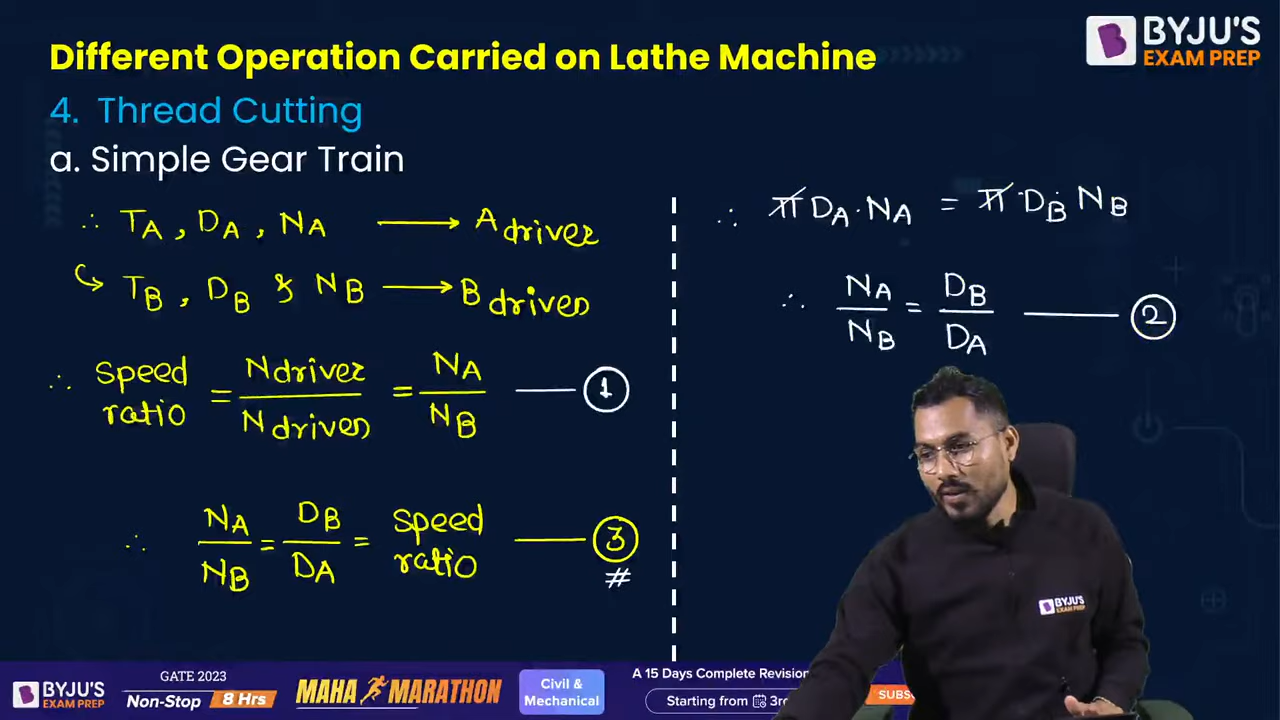 Different Operation Carried on Lathe Machine
BYJU'S
EXAM PREP
4. Thread Cutting
a. Simple Gear Train
∴ TA, DA, NA ⟶ A driver
↪ TB, DB & NB ⟶ B driven
∴ speed ratio = Ndriver / Ndriven = NA / NB —— ①
∴ NA / NB = DB / DA = speed ratio —— ③
#
∴ πDA·NA = π·DB NB
∴ NA / NB = DB / DA —— ②
BYJU'S
EXAM PREP
BYJU'S
EXAM PREP
GATE 2023
Non-Stop 8 Hrs
MAHA MARATHON
Civil &
Mechanical
A 15 Days Complete Revision
Starting from 3r
SUBS